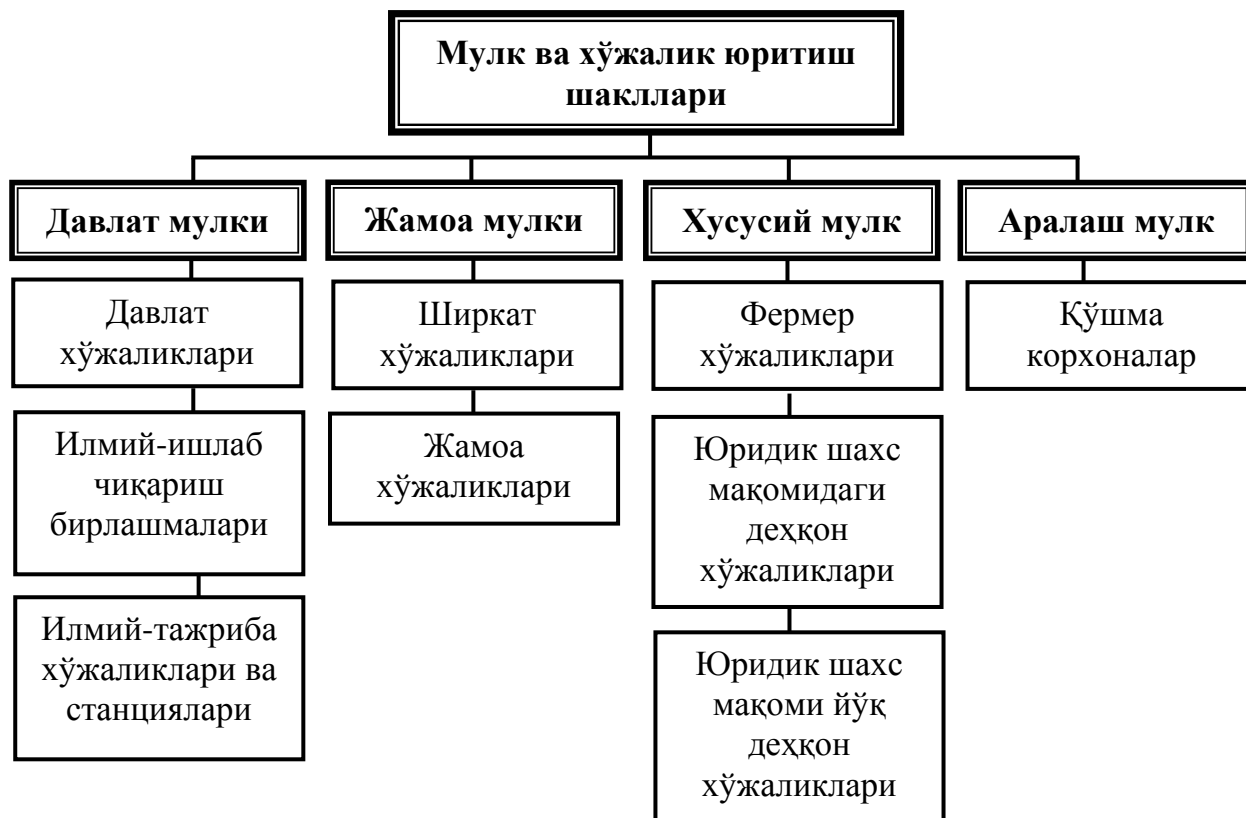 Мулк ва хўжалик юритиш
шакллари
Давлат мулки
Жамоа мулки
Хусусий мулк
Аралаш мулк
Давлат
хўжаликлари
Ширкат
хўжаликлари
Фермер
хўжаликлари
Қўшма
корхоналар
Илмий-ишлаб
чиқариш
бирлашмалари
Жамоа
хўжаликлари
Юридик шахс
мақомидаги
деҳқон
хўжаликлари
Илмий-тажриба
хўжаликлари ва
станциялари
Юридик шахс
мақоми йўқ
деҳқон
хўжаликлари